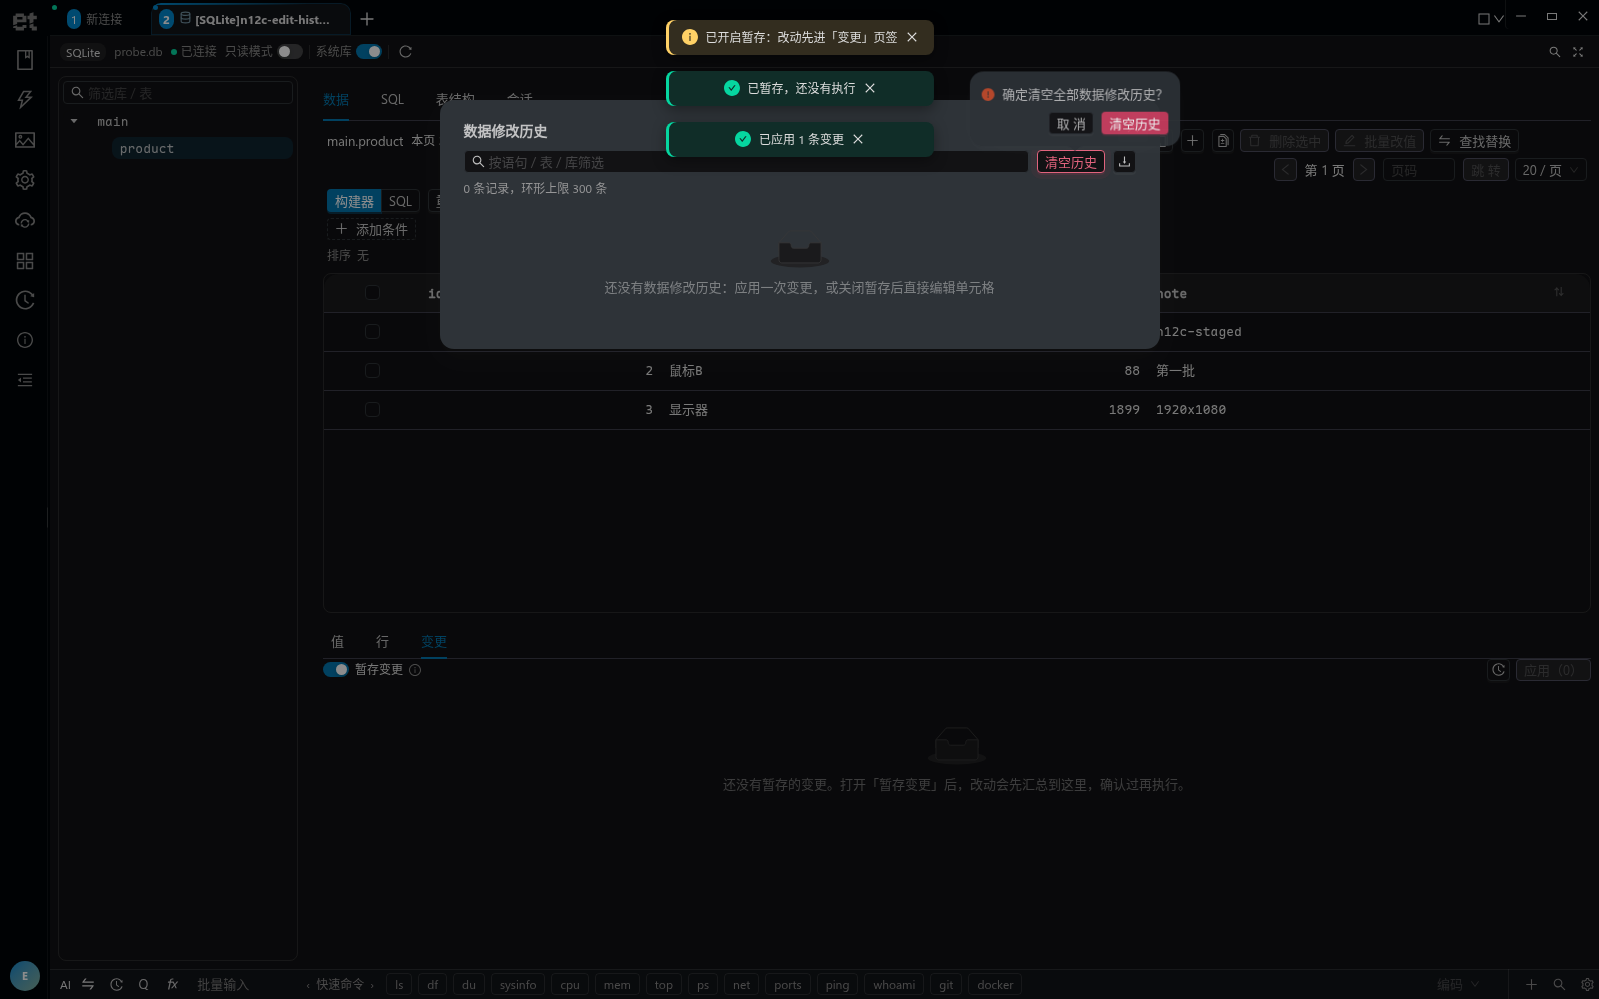 et
1 新连接
2 [SQLite]n12c-edit-hist...
SQLite probe.db 已连接 只读模式 系统库
已开启暂存：改动先进「变更」页签
已暂存，还没有执行
已应用 1 条变更
确定清空全部数据修改历史？
取 消 清空历史
筛选库 / 表
main
product
数据 SQL 表结构 会话
main.product 本页
删除选中 批量改值 查找替换
第 1 页 页码 跳 转 20 / 页
数据修改历史
按语句 / 表 / 库筛选
清空历史
0 条记录，环形上限 300 条
还没有数据修改历史：应用一次变更，或关闭暂存后直接编辑单元格
构建器 SQL
添加条件
排序 无
note
n12c-staged
2 鼠标B 88 第一批
3 显示器 1899 1920x1080
值 行 变更
暂存变更
应用（0）
还没有暂存的变更。打开「暂存变更」后，改动会先汇总到这里，确认过再执行。
E
AI Q fx 批量输入 ‹ 快速命令 › ls df du sysinfo cpu mem top ps net ports ping whoami git docker 编码